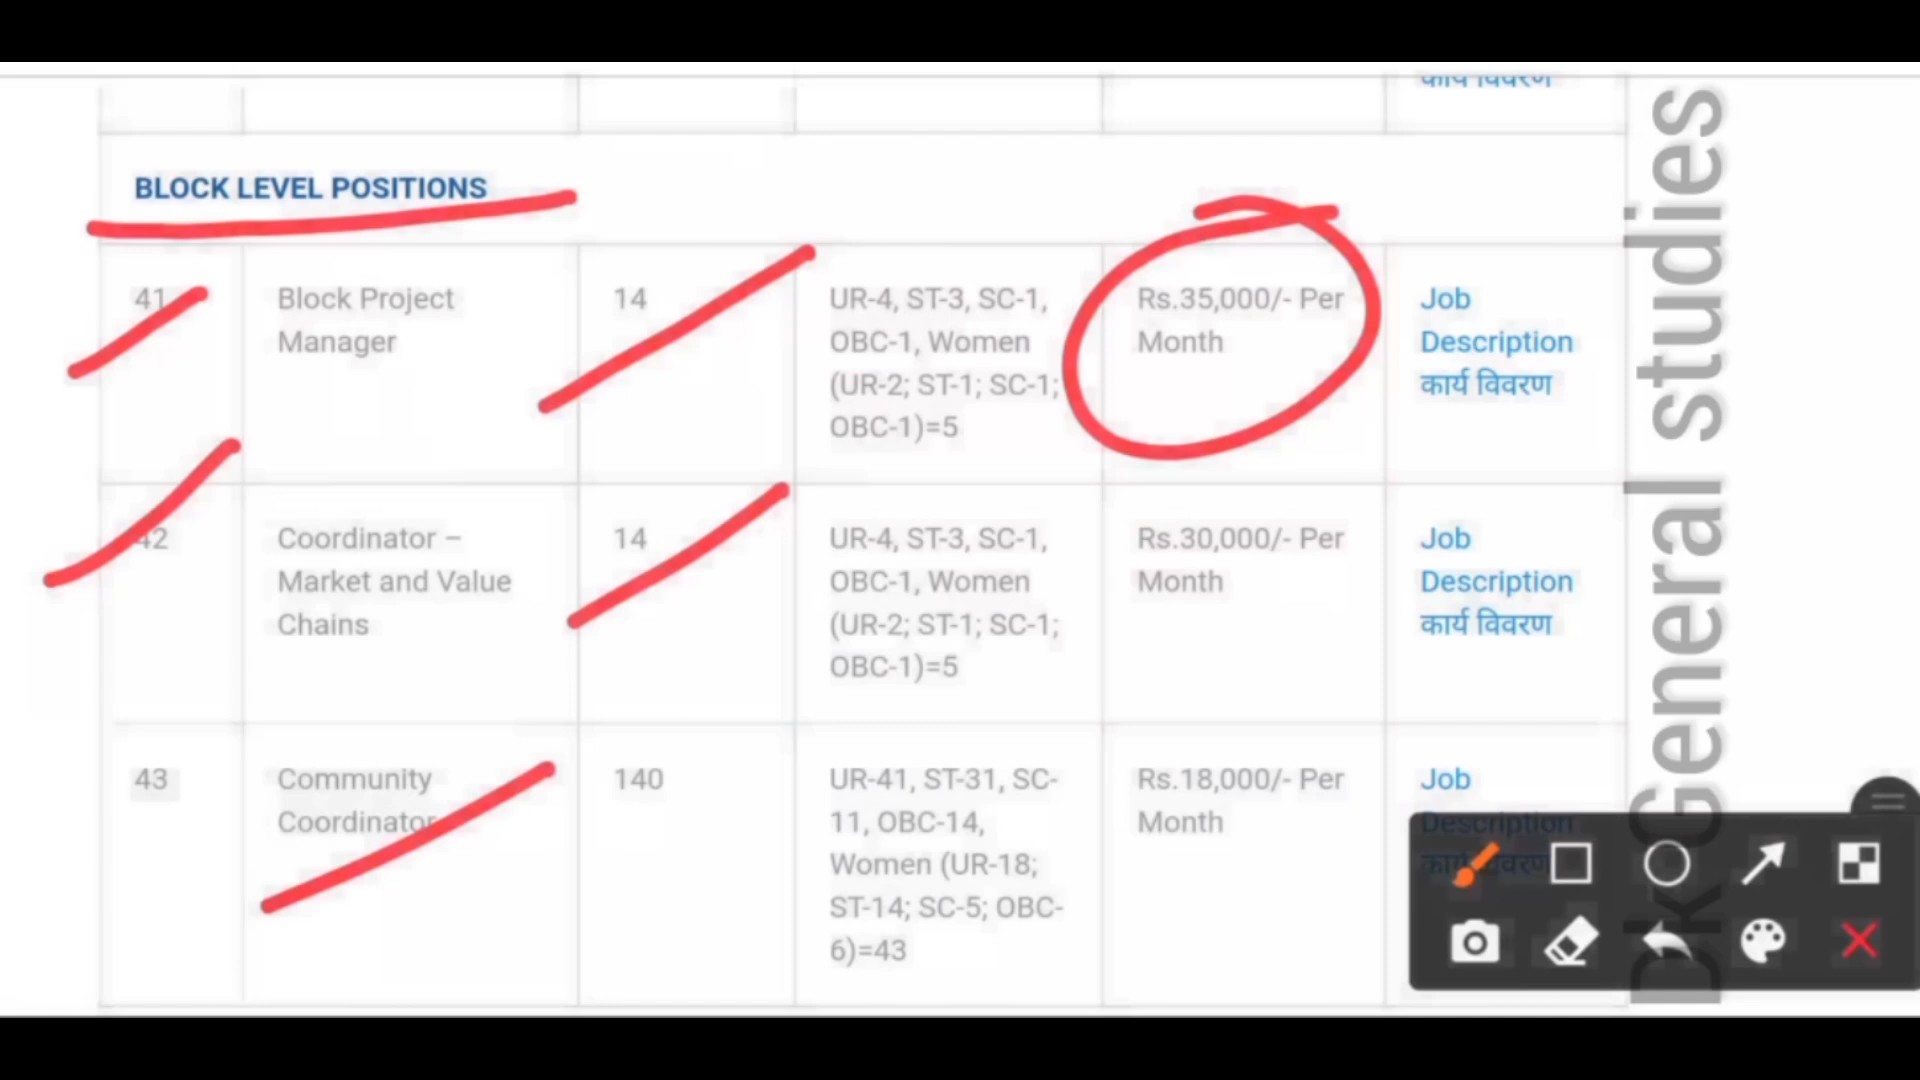 कार्य विवरण
BLOCK LEVEL POSITIONS
41
Block Project
Manager
14
UR-4, ST-3, SC-1,
OBC-1, Women
(UR-2; ST-1; SC-1;
OBC-1)=5
Rs.35,000/- Per
Month
Job
Description
कार्य विवरण
42
Coordinator –
Market and Value
Chains
14
UR-4, ST-3, SC-1,
OBC-1, Women
(UR-2; ST-1; SC-1;
OBC-1)=5
Rs.30,000/- Per
Month
Job
Description
कार्य विवरण
43
Community
Coordinator
140
UR-41, ST-31, SC-
11, OBC-14,
Women (UR-18;
ST-14; SC-5; OBC-
6)=43
Rs.18,000/- Per
Month
Job
Description
कार्य विवरण
Dk General studies